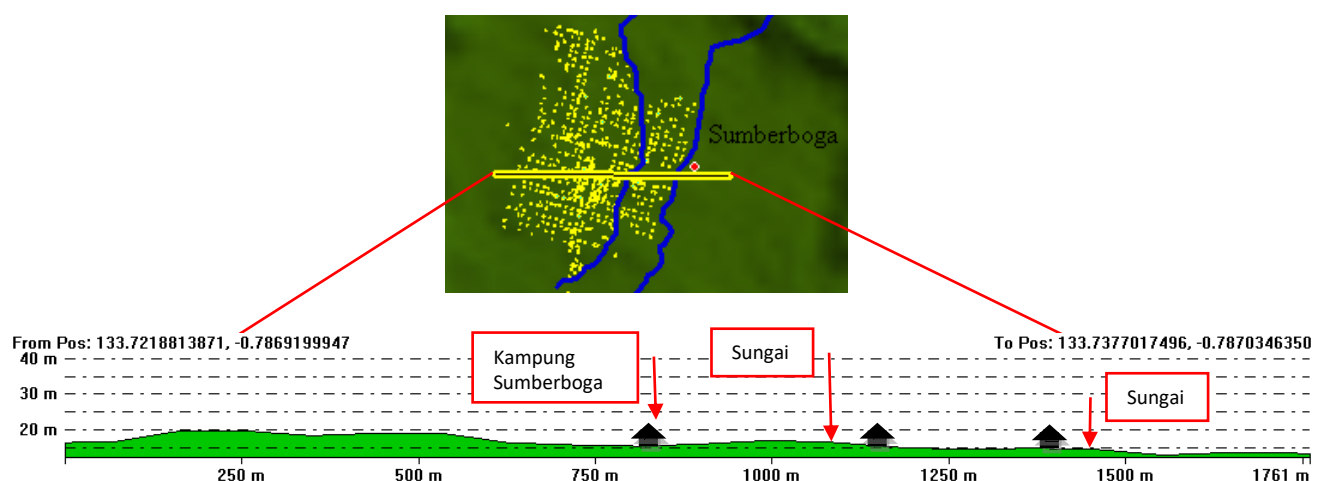 Sumberboga
From Pos: 133.7218813871, -0.7869199947
To Pos: 133.7377017496, -0.7870346350
40 m
Kampung
Sumberboga
Sungai
Sungai
30 m
20 m
250 m
500 m
750 m
1000 m
1250 m
1500 m
1761 m